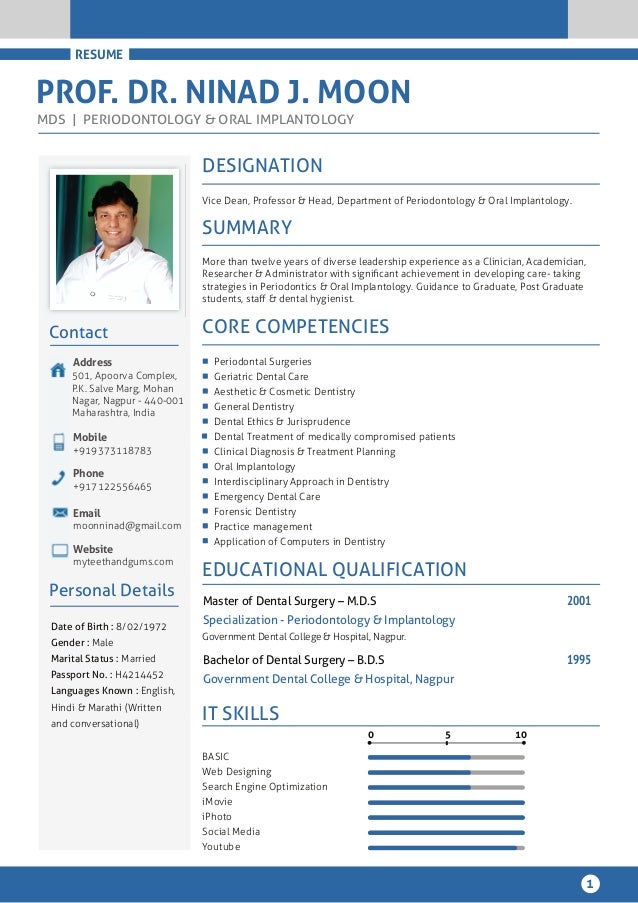 RESUME
PROF. DR. NINAD J. MOON
MDS | PERIODONTOLOGY & ORAL IMPLANTOLOGY
Contact
Address
501, Apoorva Complex,
P.K. Salve Marg, Mohan
Nagar, Nagpur - 440-001
Maharashtra, India
Mobile
+919373118783
Phone
+917122556465
Email
moonninad@gmail.com
Website
myteethandgums.com
Personal Details
Date of Birth : 8/02/1972
Gender : Male
Marital Status : Married
Passport No. : H4214452
Languages Known : English,
Hindi & Marathi (Written
and conversational)
DESIGNATION
Vice Dean, Professor & Head, Department of Periodontology & Oral Implantology.
SUMMARY
More than twelve years of diverse leadership experience as a Clinician, Academician,
Researcher & Administrator with significant achievement in developing care- taking
strategies in Periodontics & Oral Implantology. Guidance to Graduate, Post Graduate
students, staff & dental hygienist.
CORE COMPETENCIES
Periodontal Surgeries
Geriatric Dental Care
Aesthetic & Cosmetic Dentistry
General Dentistry
Dental Ethics & Jurisprudence
Dental Treatment of medically compromised patients
Clinical Diagnosis & Treatment Planning
Oral Implantology
Interdisciplinary Approach in Dentistry
Emergency Dental Care
Forensic Dentistry
Practice management
Application of Computers in Dentistry
EDUCATIONAL QUALIFICATION
Master of Dental Surgery – M.D.S 2001
Specialization - Periodontology & Implantology
Government Dental College & Hospital, Nagpur.
Bachelor of Dental Surgery – B.D.S 1995
Government Dental College & Hospital, Nagpur
IT SKILLS
0 5 10
BASIC
Web Designing
Search Engine Optimization
iMovie
iPhoto
Social Media
Youtube
1